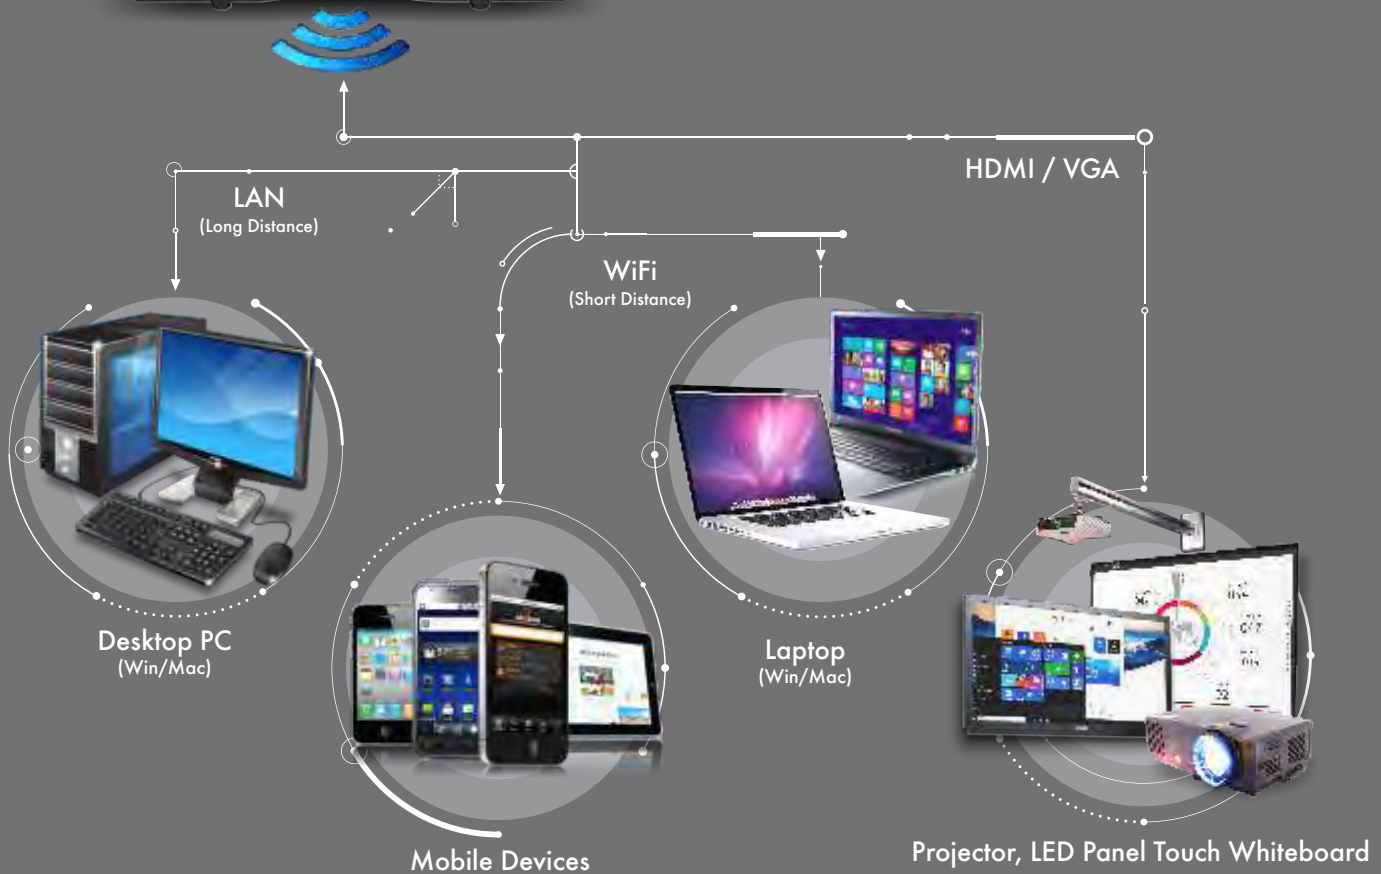 HDMI / VGA
LAN
(Long Distance)
WiFi
(Short Distance)
Desktop PC
(Win/Mac)
Laptop
(Win/Mac)
Mobile Devices
Projector, LED Panel Touch Whiteboard